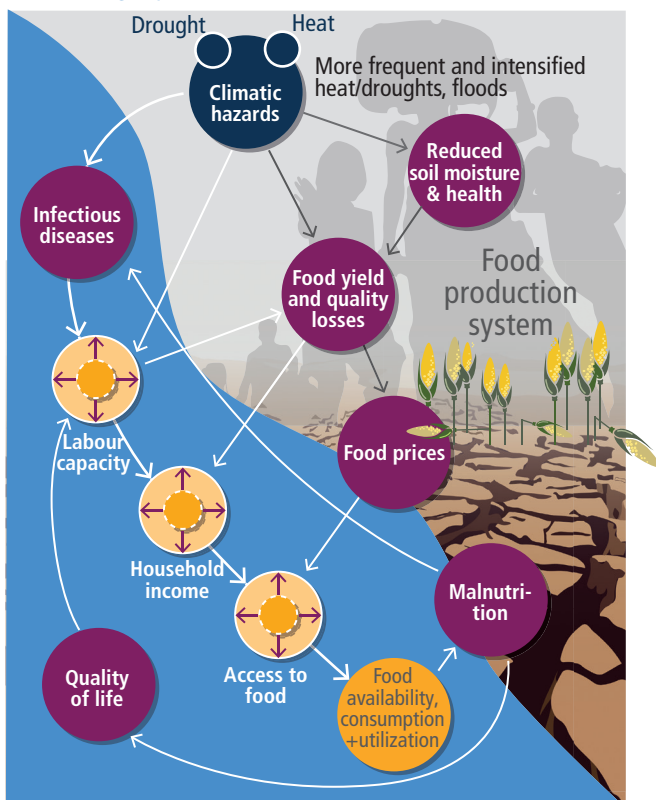 Drought
Heat
Climatic
hazards
More frequent and intensified
heat/droughts, floods
Reduced
soil moisture
& health
Infectious
diseases
Food yield
and quality
losses
Food
production
system
Labour
capacity
Food prices
Household
income
Malnutri-
tion
Access to
food
Quality
of life
Food
availability,
consumption
+utilization